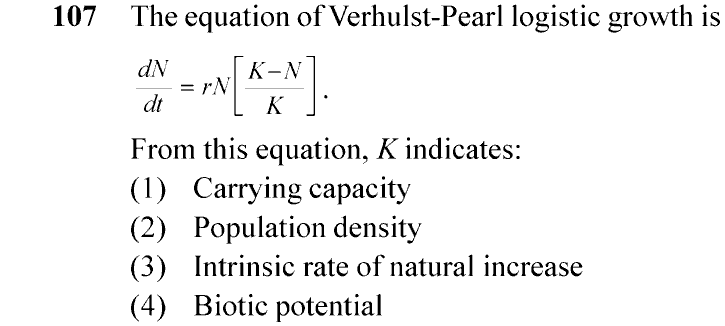 107 The equation of Verhulst-Pearl logistic growth is
dN/dt = rN[K–N/K].
From this equation, K indicates:
(1) Carrying capacity
(2) Population density
(3) Intrinsic rate of natural increase
(4) Biotic potential